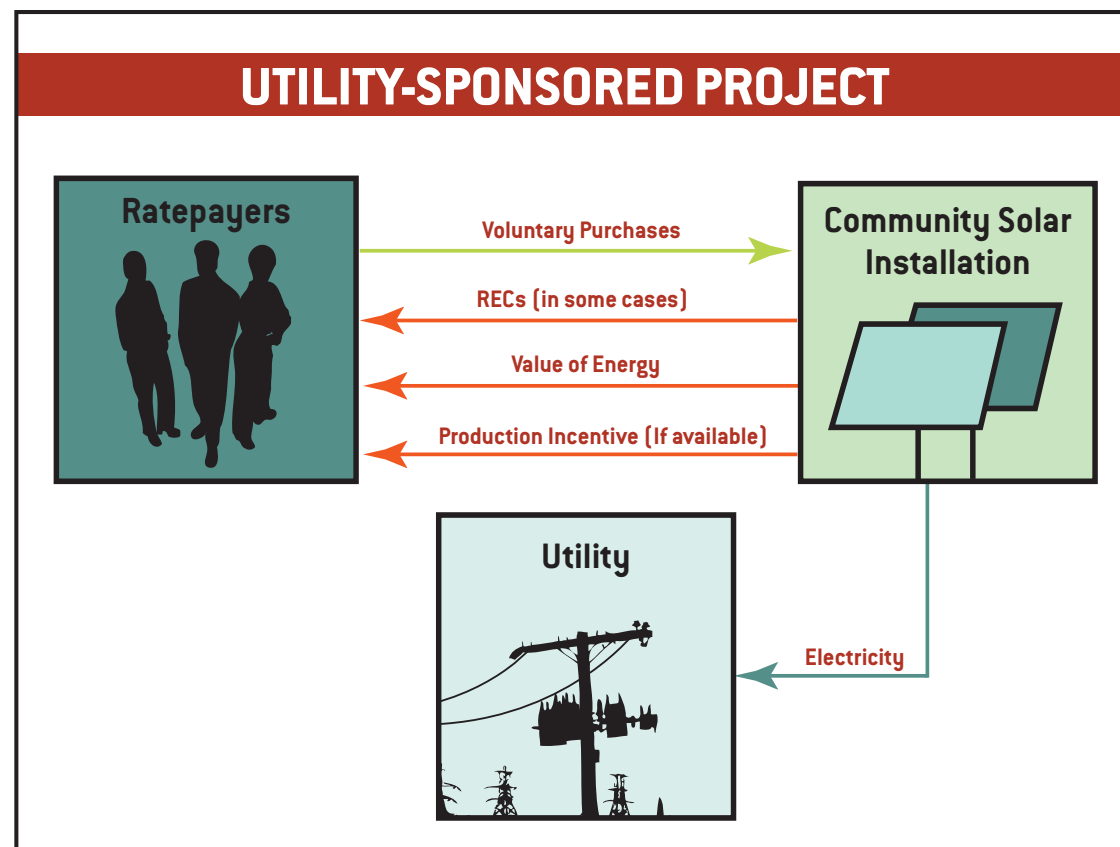 UTILITY-SPONSORED PROJECT
Ratepayers
Voluntary Purchases
Community Solar
Installation
RECs (in some cases)
Value of Energy
Production Incentive (If available)
Utility
Electricity